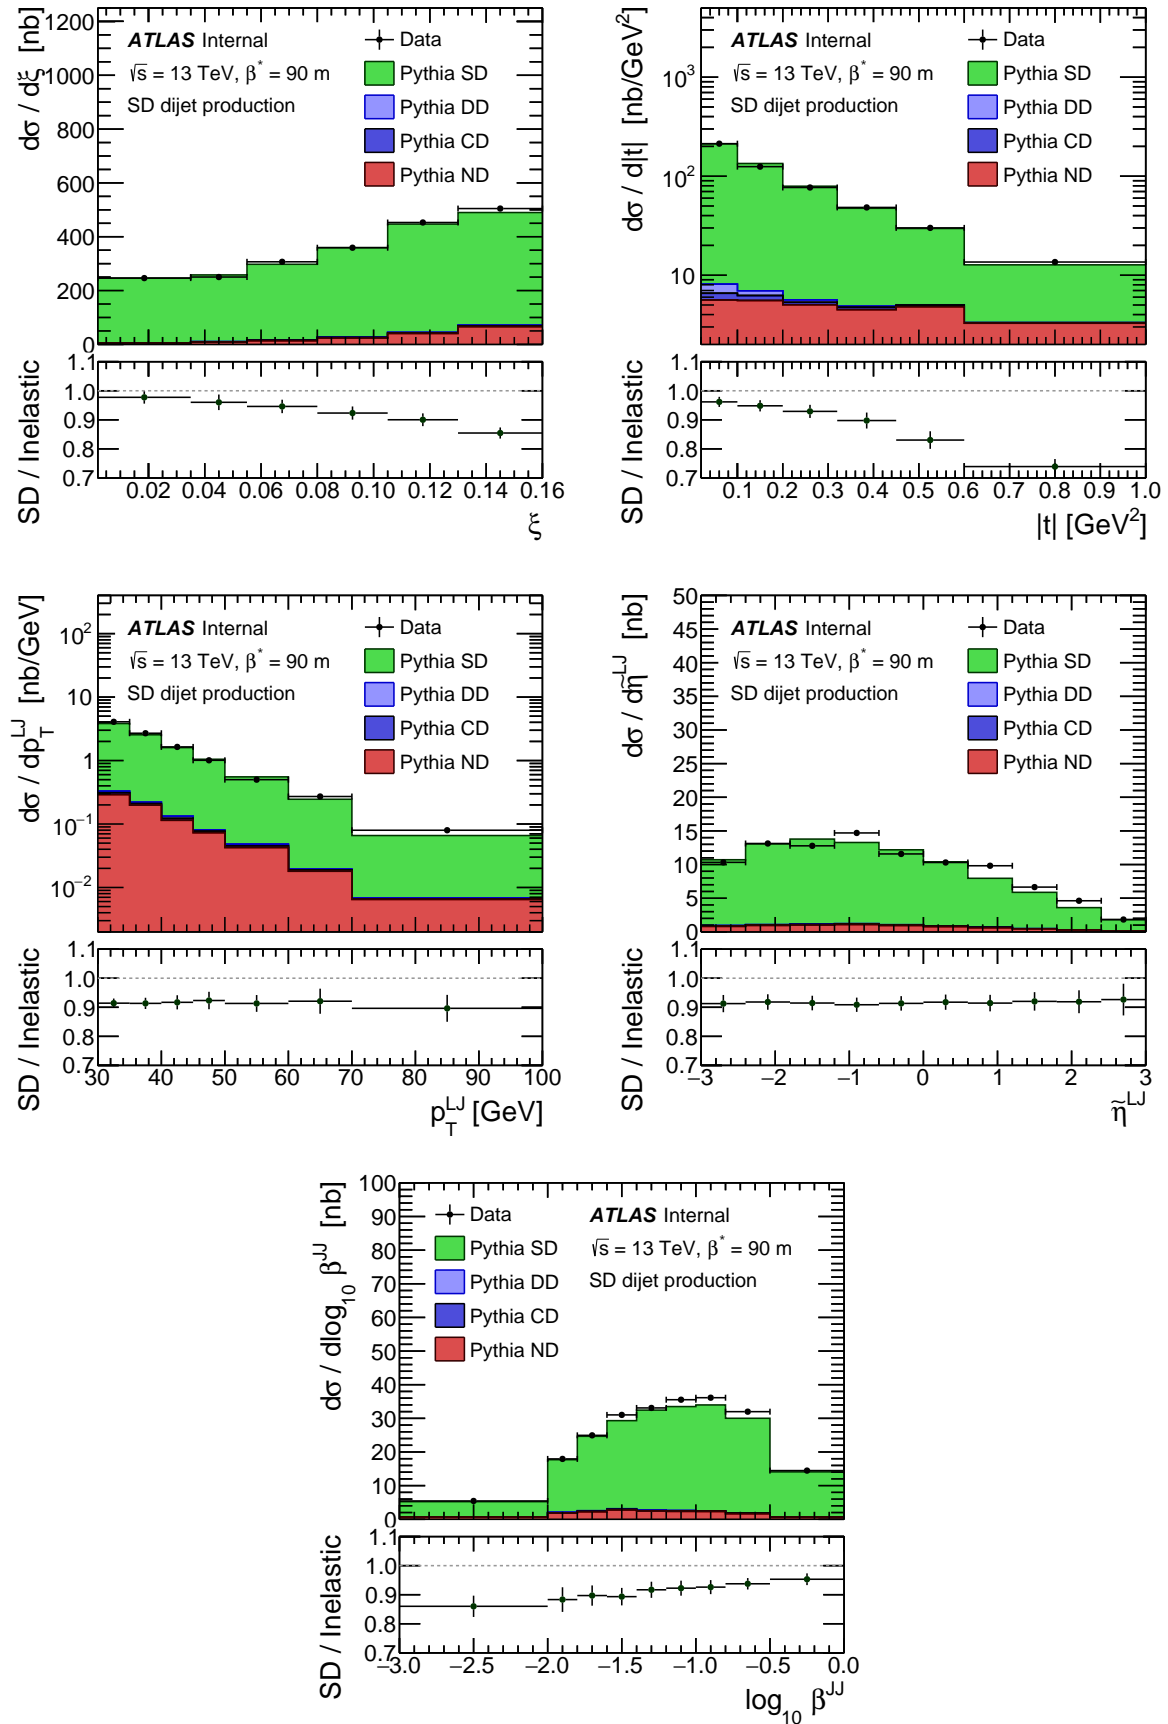 dσ / dξ [nb]
1200
1000
800
600
400
200
0
ATLAS Internal
√s = 13 TeV, β* = 90 m
SD dijet production
Data
Pythia SD
Pythia DD
Pythia CD
Pythia ND
SD / Inelastic
1.1
1.0
0.9
0.8
0.7
0.02 0.04 0.06 0.08 0.10 0.12 0.14 0.16
ξ
dσ / d|t| [nb/GeV²]
10³
10²
10
ATLAS Internal
√s = 13 TeV, β* = 90 m
SD dijet production
Data
Pythia SD
Pythia DD
Pythia CD
Pythia ND
SD / Inelastic
1.1
1.0
0.9
0.8
0.7
0.1 0.2 0.3 0.4 0.5 0.6 0.7 0.8 0.9 1.0
|t| [GeV²]
dσ / dp_T^LJ [nb/GeV]
10²
10
1
10⁻¹
10⁻²
ATLAS Internal
√s = 13 TeV, β* = 90 m
SD dijet production
Data
Pythia SD
Pythia DD
Pythia CD
Pythia ND
SD / Inelastic
1.1
1.0
0.9
0.8
0.7
30 40 50 60 70 80 90 100
p_T^LJ [GeV]
dσ / dη̃^LJ [nb]
50
45
40
35
30
25
20
15
10
5
0
ATLAS Internal
√s = 13 TeV, β* = 90 m
SD dijet production
Data
Pythia SD
Pythia DD
Pythia CD
Pythia ND
SD / Inelastic
1.1
1.0
0.9
0.8
0.7
−3 −2 −1 0 1 2 3
η̃^LJ
dσ / dlog₁₀ β^JJ [nb]
100
90
80
70
60
50
40
30
20
10
0
Data
Pythia SD
Pythia DD
Pythia CD
Pythia ND
ATLAS Internal
√s = 13 TeV, β* = 90 m
SD dijet production
SD / Inelastic
1.1
1.0
0.9
0.8
0.7
−3.0 −2.5 −2.0 −1.5 −1.0 −0.5 0.0
log₁₀ β^JJ